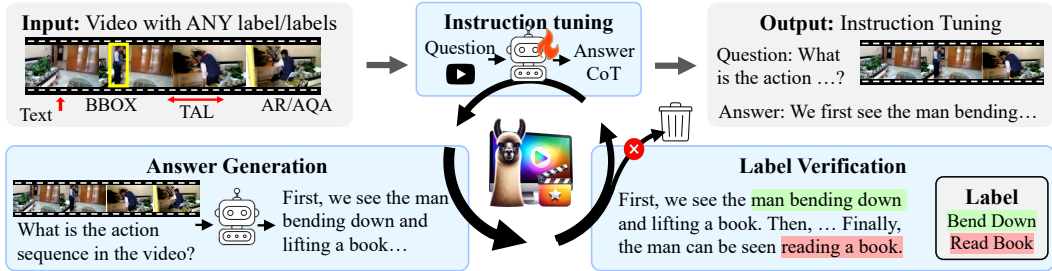 Input: Video with ANY label/labels
Text
BBOX
TAL
AR/AQA
Instruction tuning
Question
Answer
CoT
Output: Instruction Tuning
Question: What
is the action …?
Answer: We first see the man bending…
Answer Generation
What is the action
sequence in the video?
First, we see the man
bending down and
lifting a book…
Label Verification
First, we see the man bending down
and lifting a book. Then, … Finally,
the man can be seen reading a book.
Label
Bend Down
Read Book